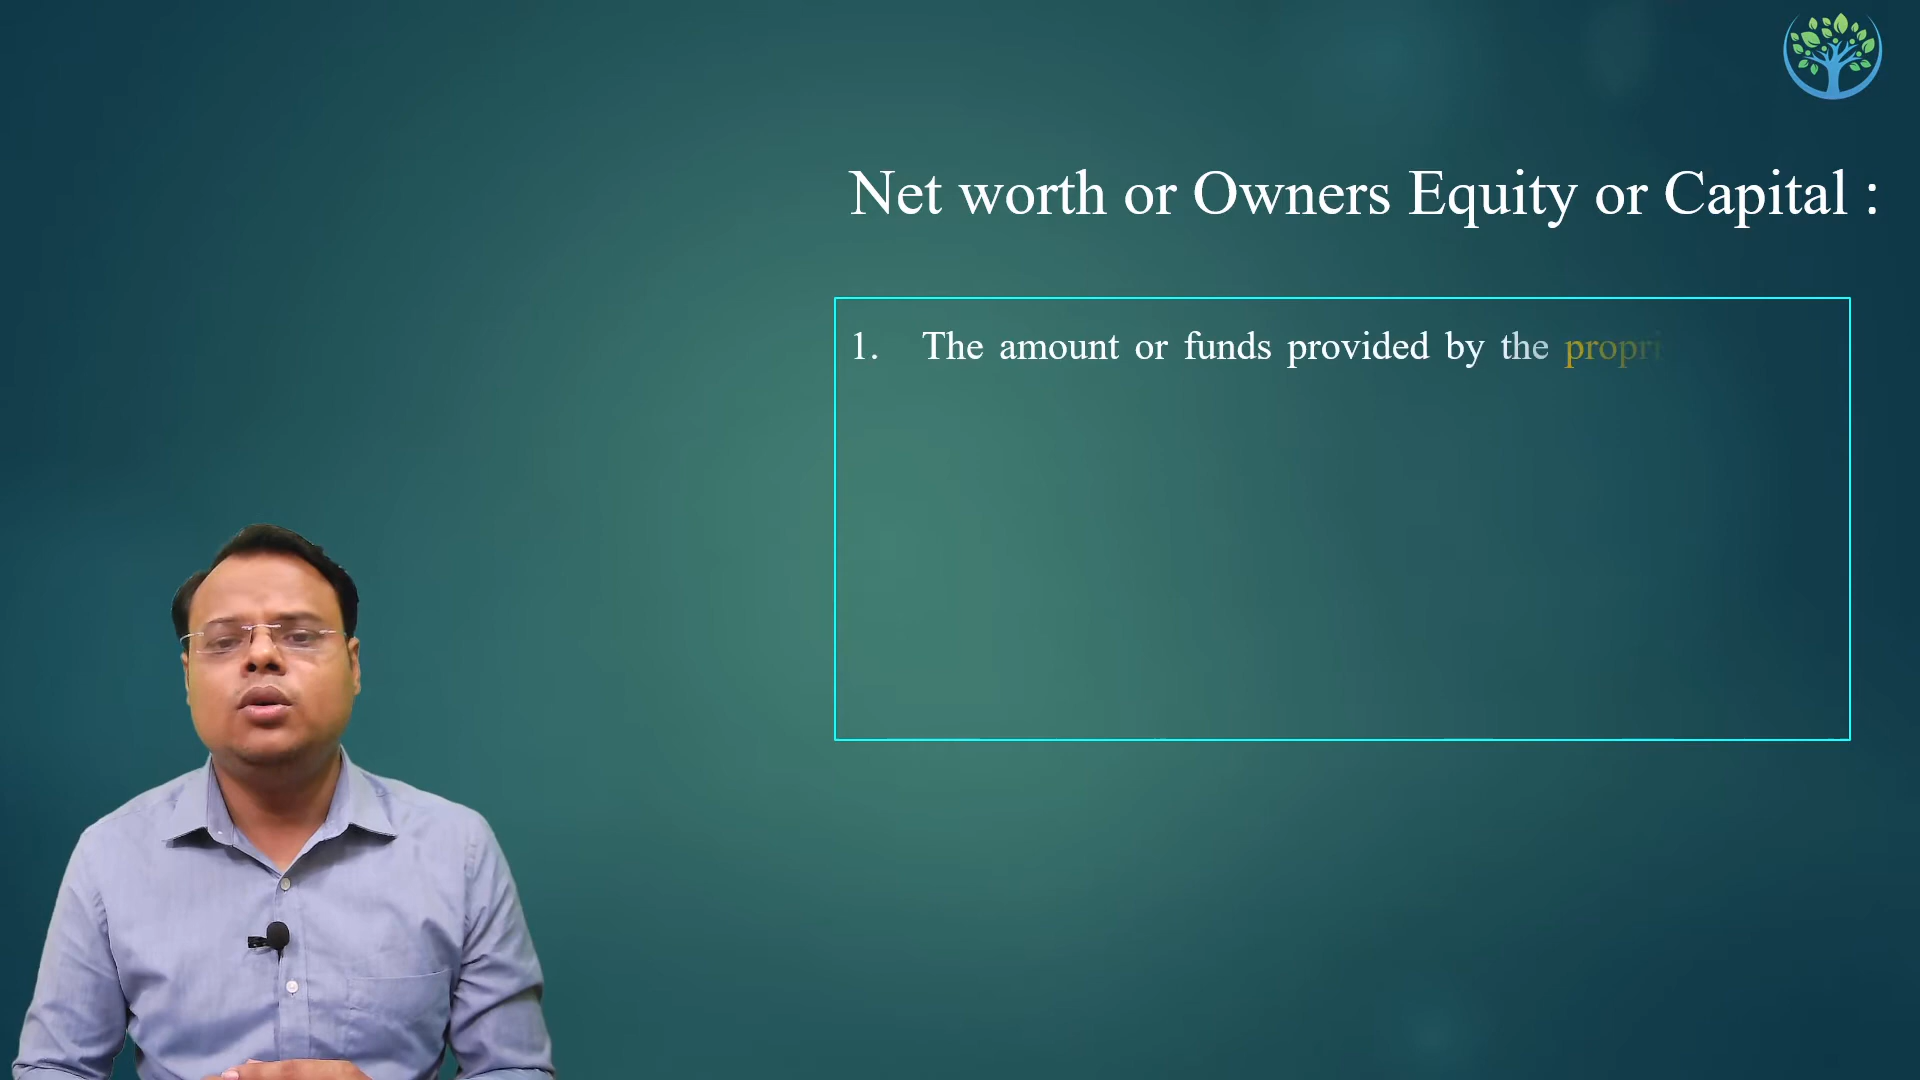 Net worth or Owners Equity or Capital :
1. The amount or funds provided by the